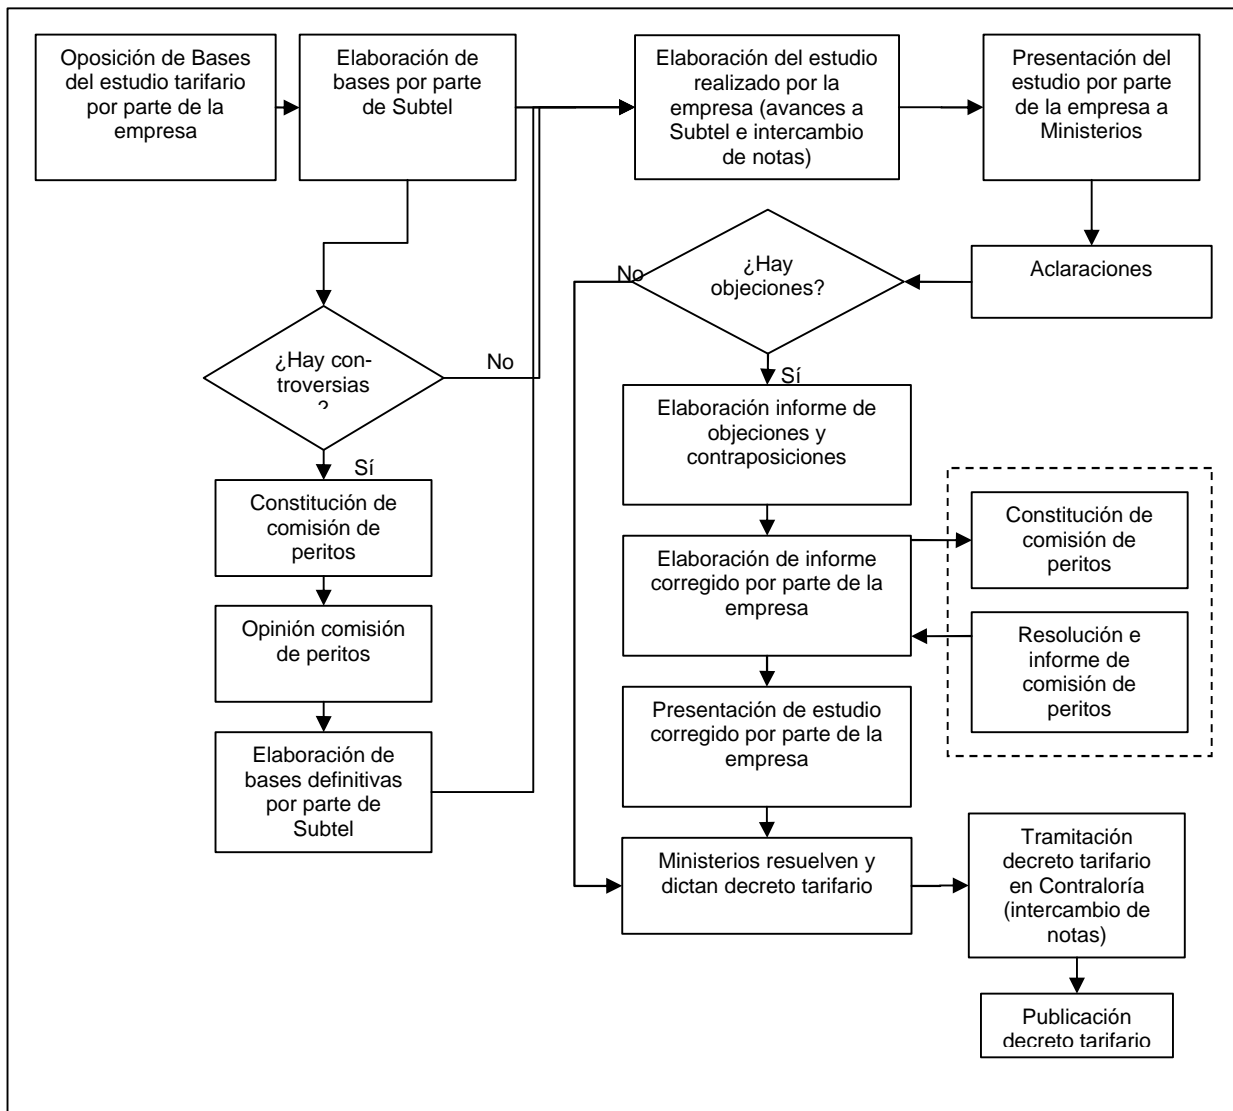 Oposición de Bases
del estudio tarifario
por parte de la
empresa
Elaboración de
bases por parte
de Subtel
Elaboración del estudio
realizado por la
empresa (avances a
Subtel e intercambio
de notas)
Presentación del
estudio por parte
de la empresa a
Ministerios
Aclaraciones
¿Hay
objeciones?
No
Sí
¿Hay con-
troversias
?
No
Sí
Constitución de
comisión de
peritos
Opinión comisión
de peritos
Elaboración de
bases definitivas
por parte de
Subtel
Elaboración informe de
objeciones y
contraposiciones
Elaboración de informe
corregido por parte de la
empresa
Constitución de
comisión de
peritos
Resolución e
informe de
comisión de
peritos
Presentación de estudio
corregido por parte de la
empresa
Ministerios resuelven y
dictan decreto tarifario
Tramitación
decreto tarifario
en Contraloría
(intercambio de
notas)
Publicación
decreto tarifario